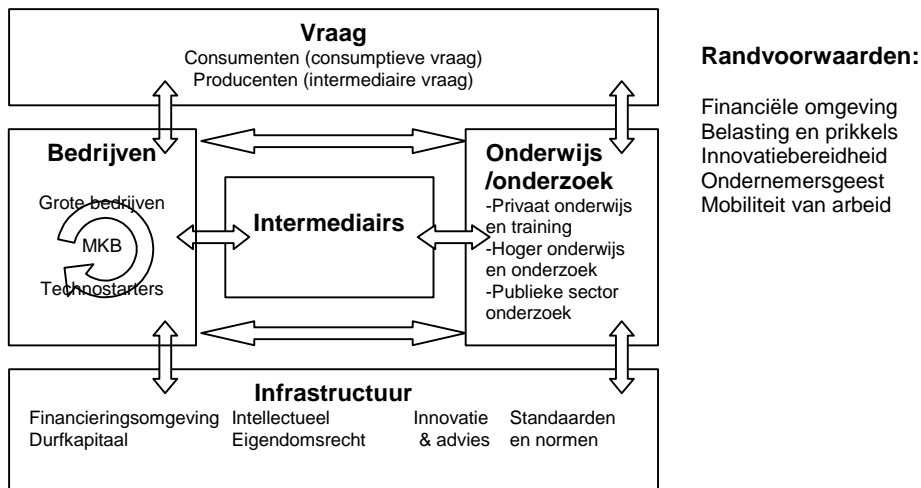 Vraag
Consumenten (consumptieve vraag)
Producenten (intermediaire vraag)
Bedrijven
Grote bedrijven
MKB
Technostarters
Intermediairs
Onderwijs
/onderzoek
-Privaat onderwijs
en training
-Hoger onderwijs
en onderzoek
-Publieke sector
onderzoek
Infrastructuur
Financieringsomgeving
Durfkapitaal
Intellectueel
Eigendomsrecht
Innovatie
& advies
Standaarden
en normen
Randvoorwaarden:
Financiële omgeving
Belasting en prikkels
Innovatiebereidheid
Ondernemersgeest
Mobiliteit van arbeid